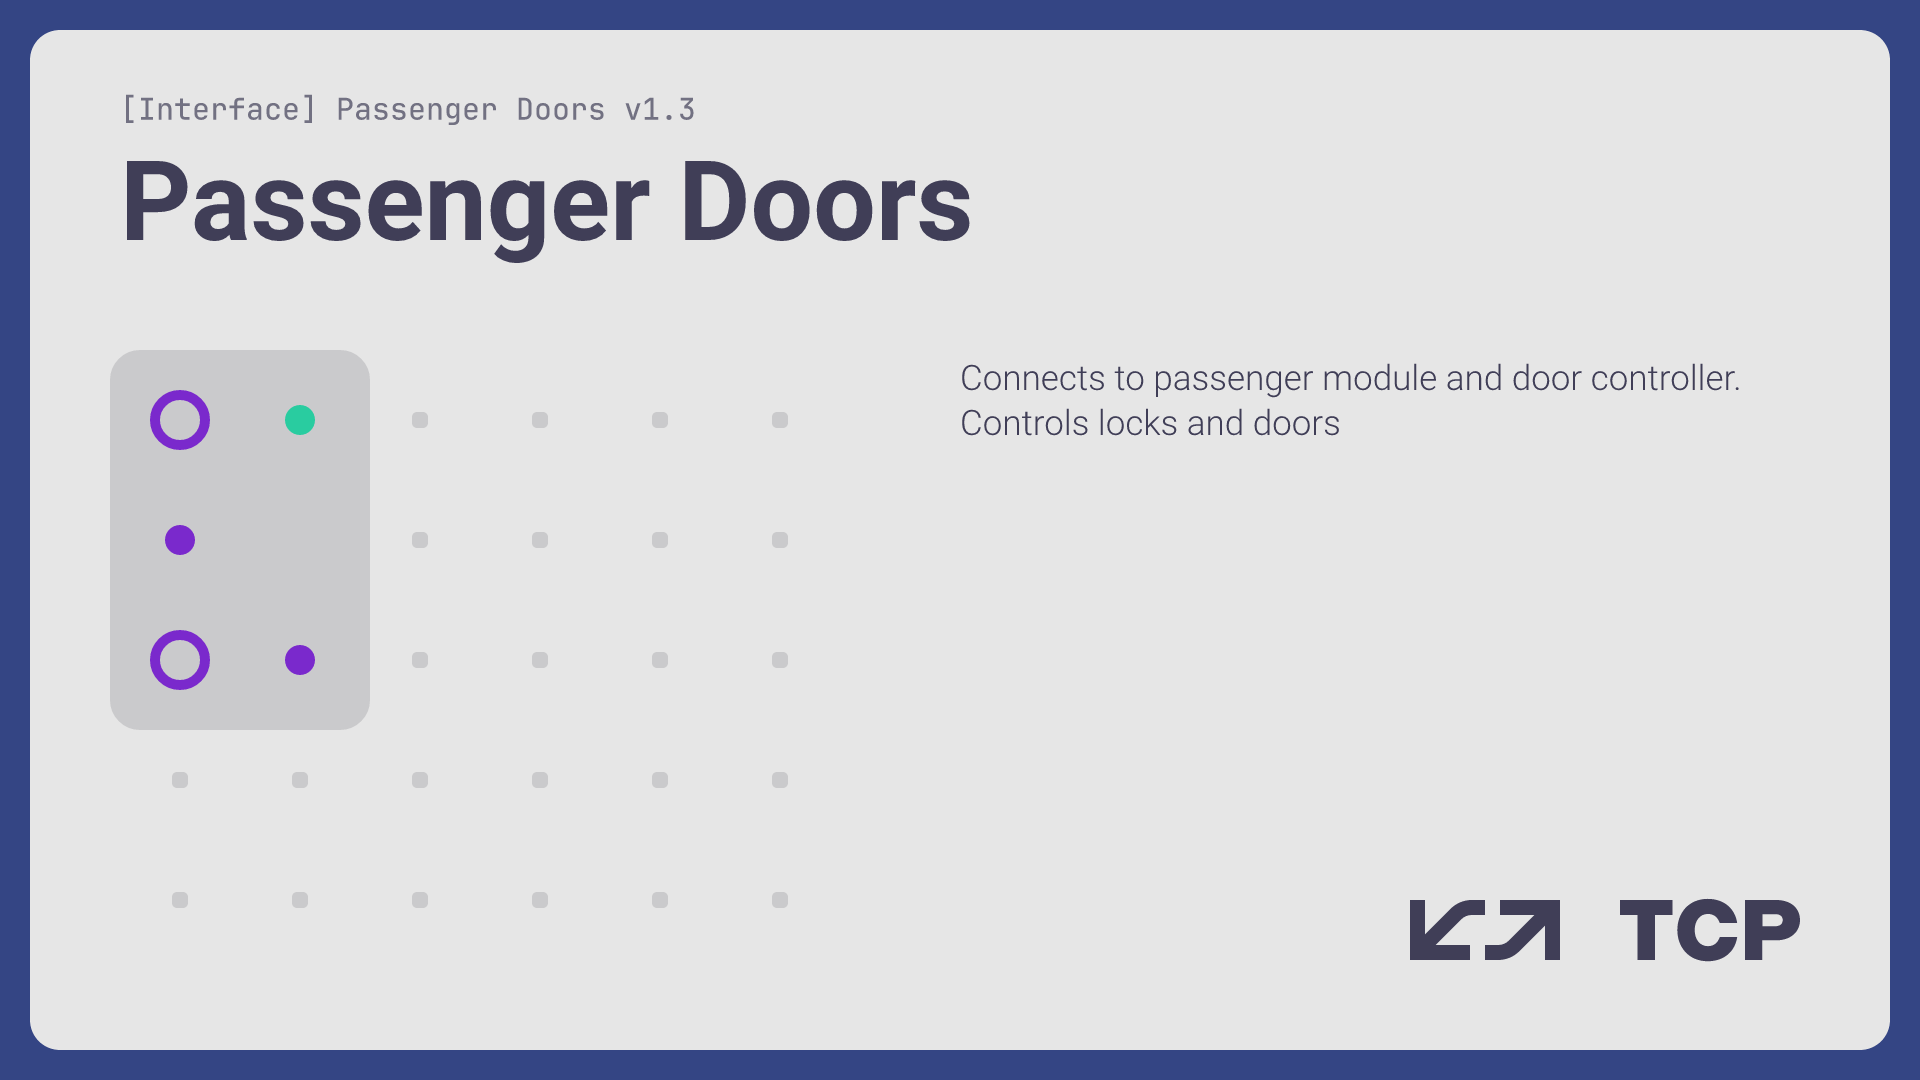 [Interface] Passenger Doors v1.3
Passenger Doors
Connects to passenger module and door controller.
Controls locks and doors
TCP